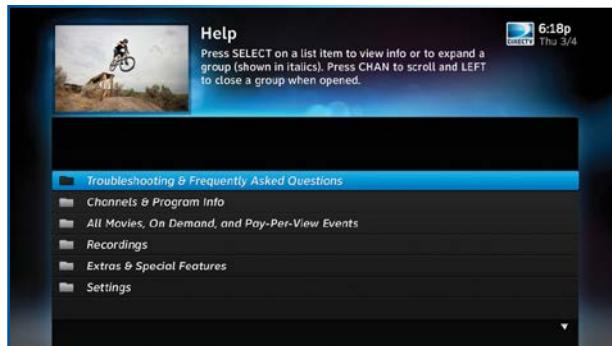 Help
Press SELECT on a list item to view info or to expand a
group (shown in italics). Press CHAN to scroll and LEFT
to close a group when opened.
DIRECTV
6:18p
Thu 3/4
Troubleshooting & Frequently Asked Questions
Channels & Program Info
All Movies, On Demand, and Pay-Per-View Events
Recordings
Extras & Special Features
Settings